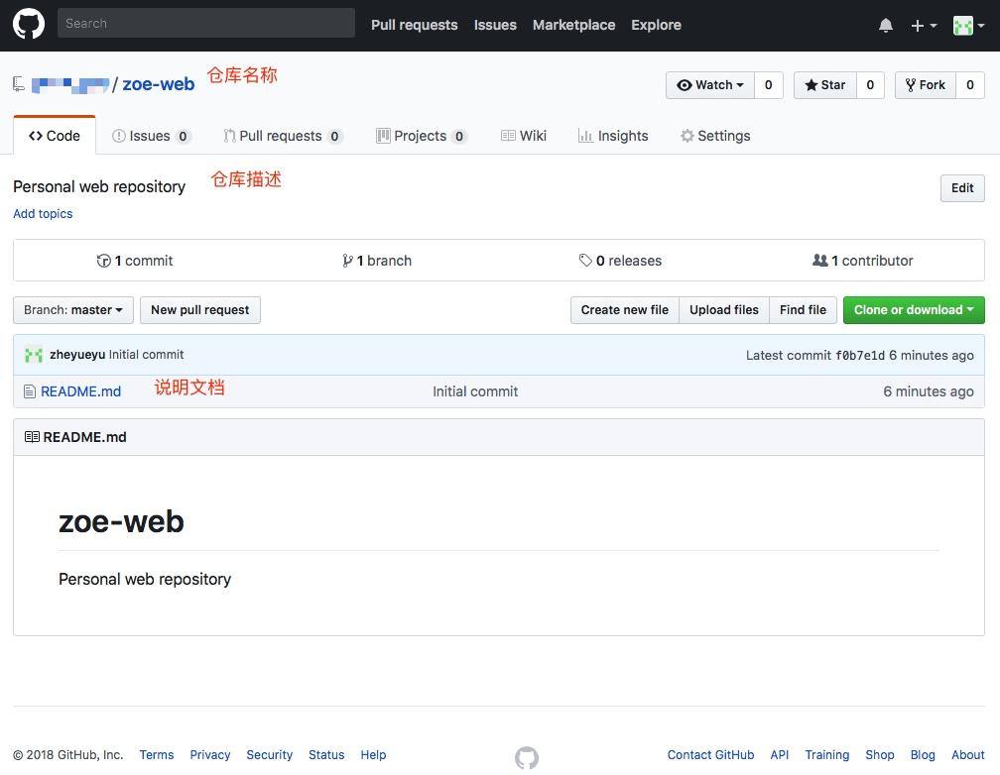 Search Pull requests Issues Marketplace Explore
/ zoe-web 仓库名称 Watch 0 Star 0 Fork 0
Code Issues 0 Pull requests 0 Projects 0 Wiki Insights Settings
Personal web repository 仓库描述 Edit
Add topics
1 commit 1 branch 0 releases 1 contributor
Branch: master New pull request Create new file Upload files Find file Clone or download
zheyueyu Initial commit Latest commit f0b7e1d 6 minutes ago
README.md 说明文档 Initial commit 6 minutes ago
README.md
zoe-web
Personal web repository
© 2018 GitHub, Inc. Terms Privacy Security Status Help Contact GitHub API Training Shop Blog About